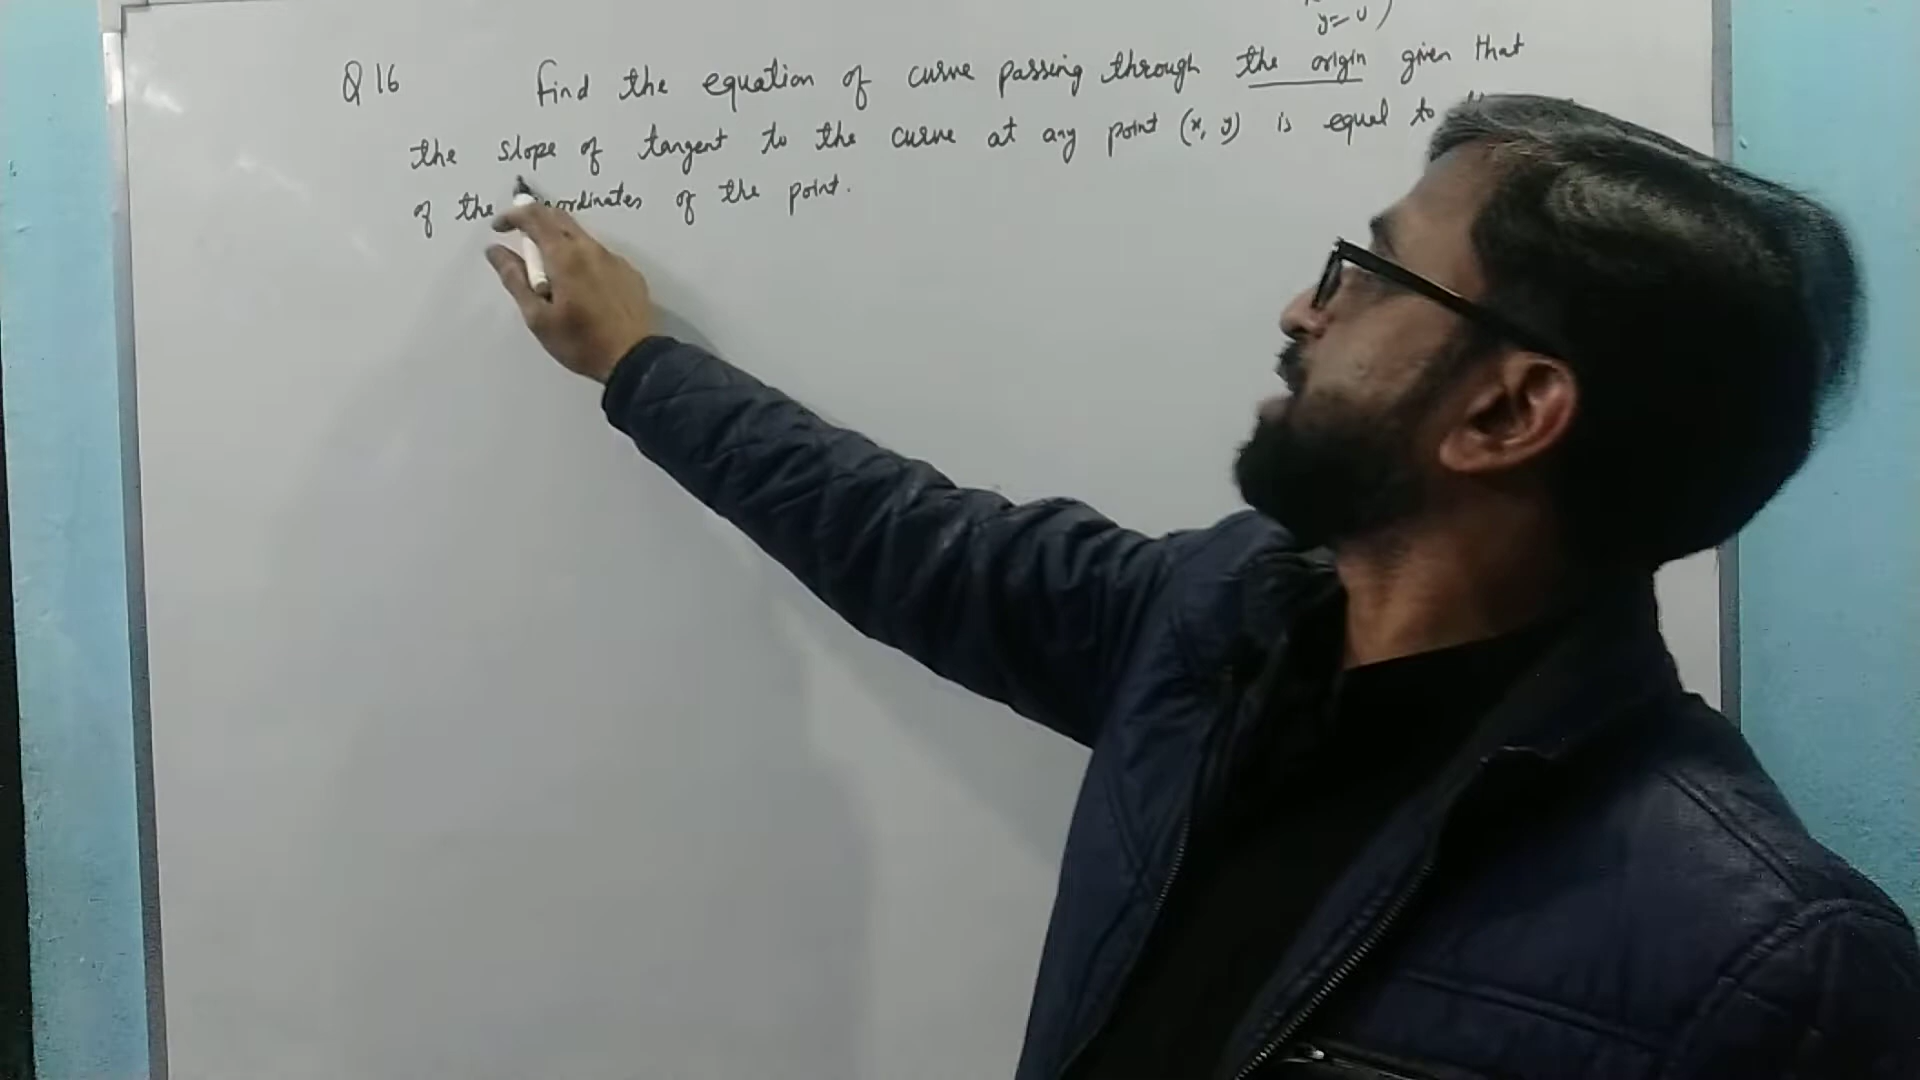 y=0)
Q16 Find the equation of curve passing through the origin given that
the slope of tangent to the curve at any point (x, y) is equal to
of the coordinates of the point.